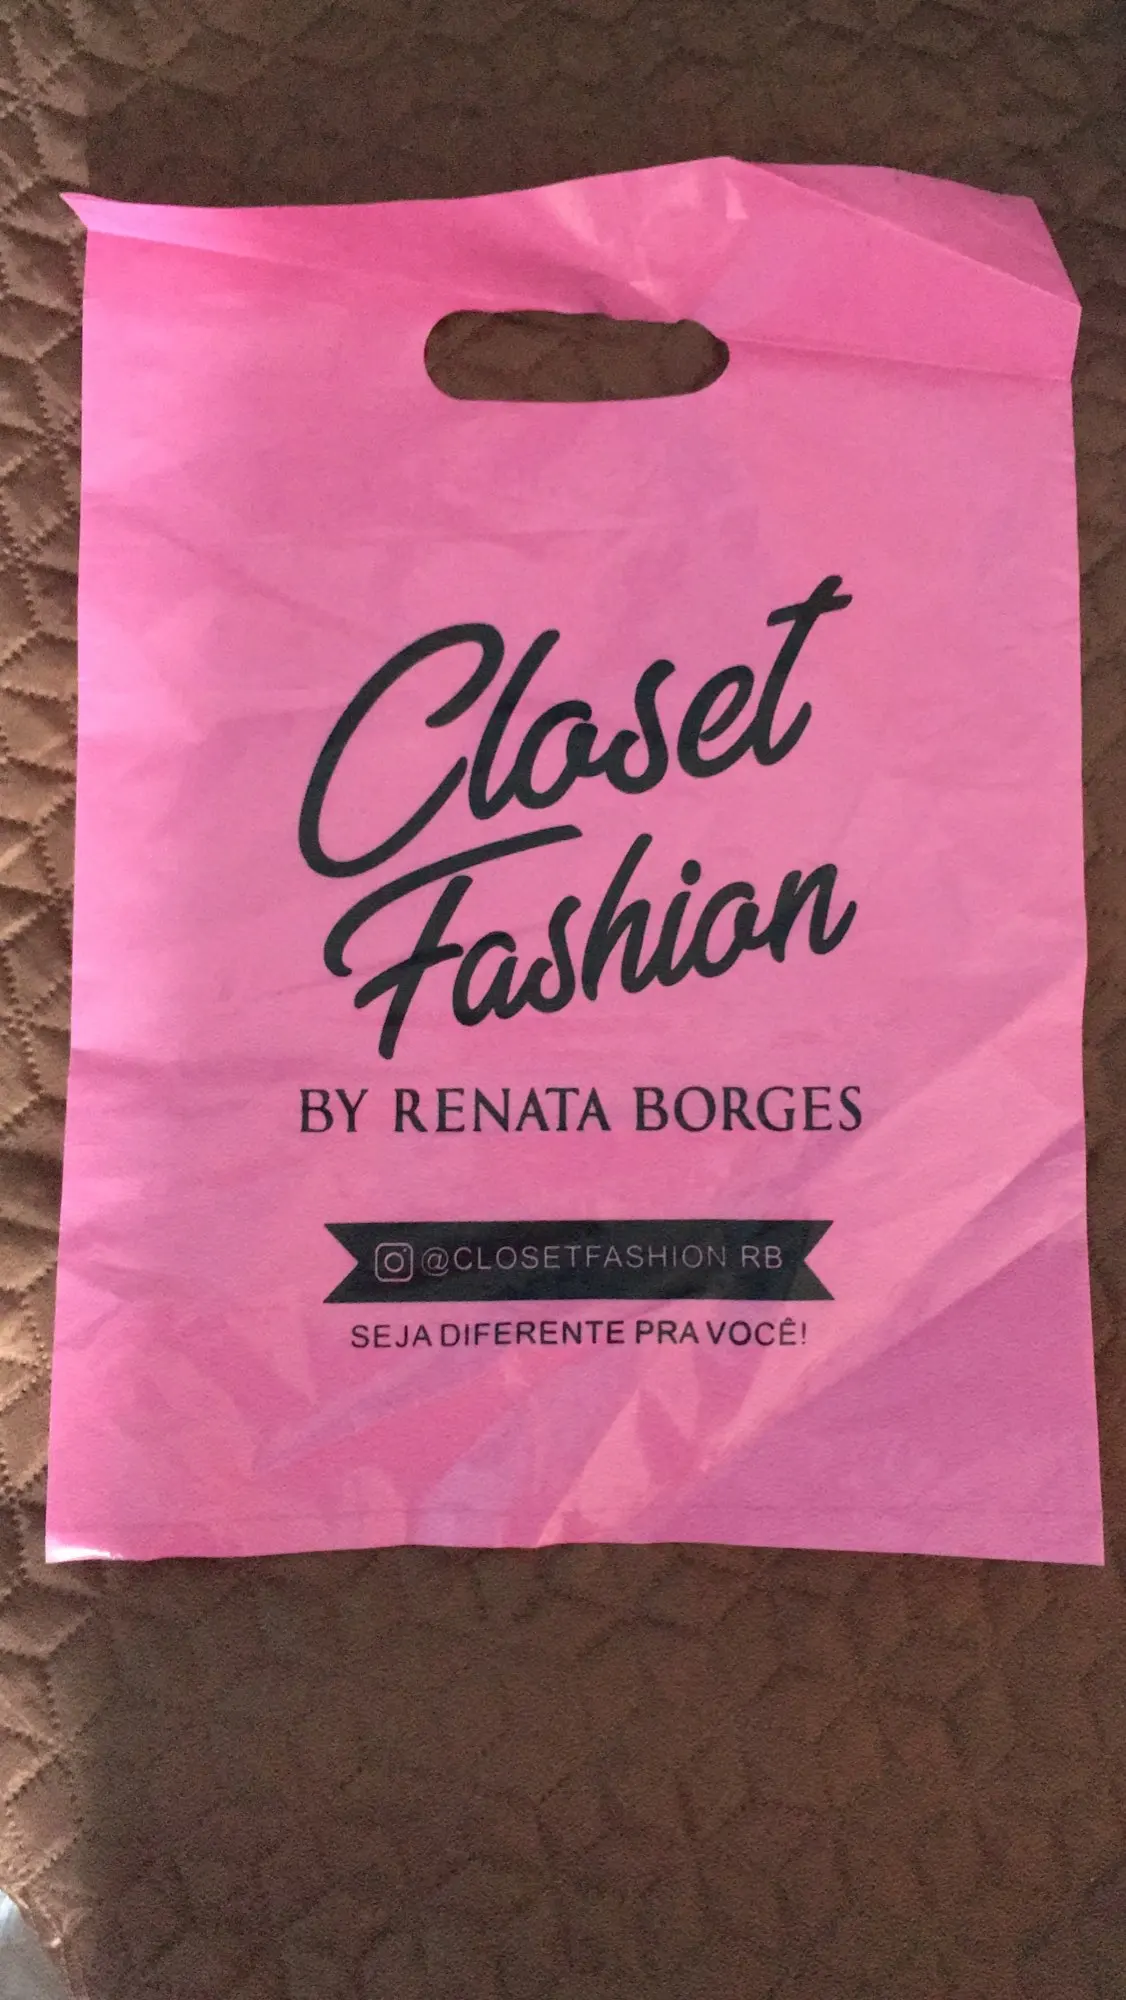 Closet
Fashion
BY RENATA BORGES
@CLOSETFASHION RB
SEJA DIFERENTE PRA VOCÊ!